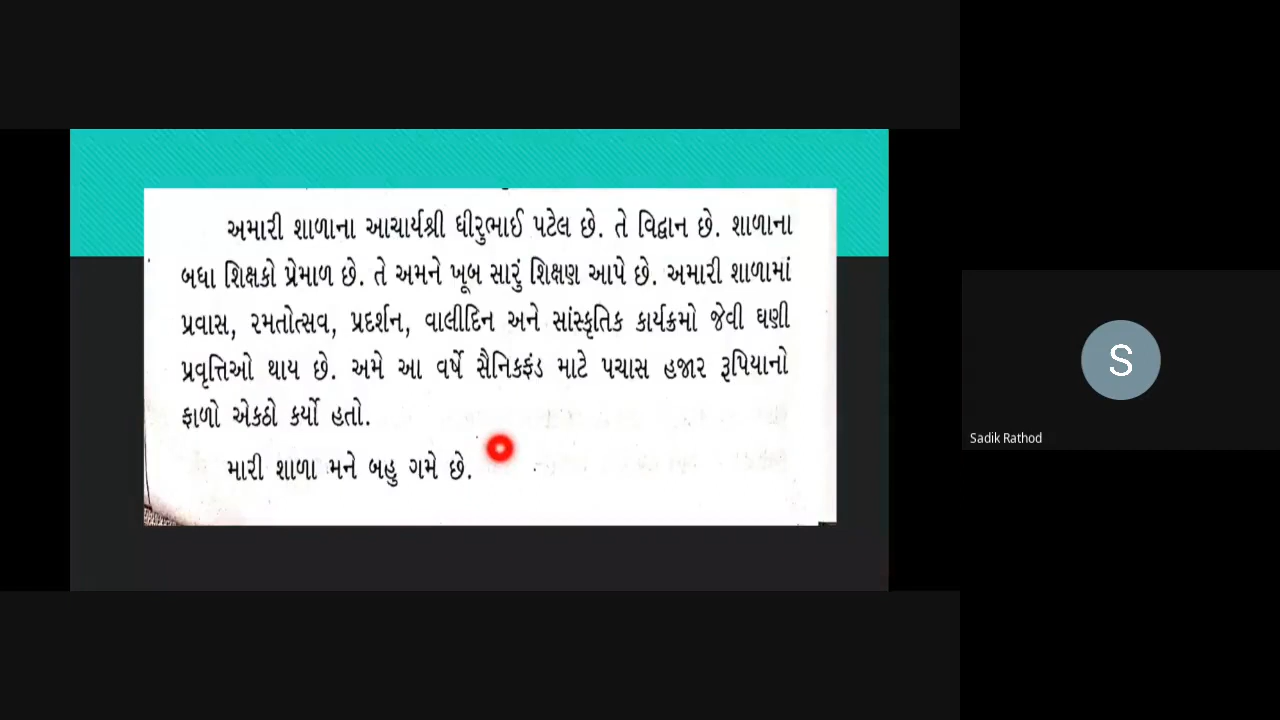 અમારી શાળાના આચાર્યશ્રી ધીરુભાઈ પટેલ છે. તે વિદ્વાન છે. શાળાના
બધા શિક્ષકો પ્રેમાળ છે. તે અમને ખૂબ સારું શિક્ષણ આપે છે. અમારી શાળામાં
પ્રવાસ, રમતોત્સવ, પ્રદર્શન, વાલીદિન અને સાંસ્કૃતિક કાર્યક્રમો જેવી ઘણી
પ્રવૃત્તિઓ થાય છે. અમે આ વર્ષે સૈનિકફંડ માટે પચાસ હજાર રૂપિયાનો
ફાળો એકઠો કર્યો હતો.
મારી શાળા મને બહુ ગમે છે.
S
Sadik Rathod